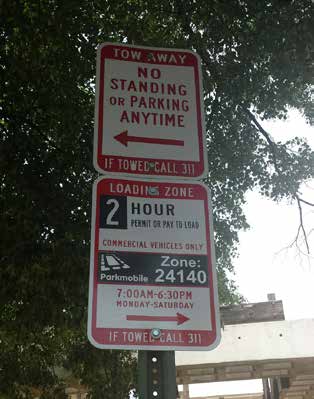 TOW AWAY
NO
STANDING
OR PARKING
ANYTIME
IF TOWED CALL 311
LOADING ZONE
2 HOUR
PERMIT OR PAY TO LOAD
COMMERCIAL VEHICLES ONLY
Parkmobile
Zone:
24140
7:00AM-6:30PM
MONDAY-SATURDAY
IF TOWED CALL 311